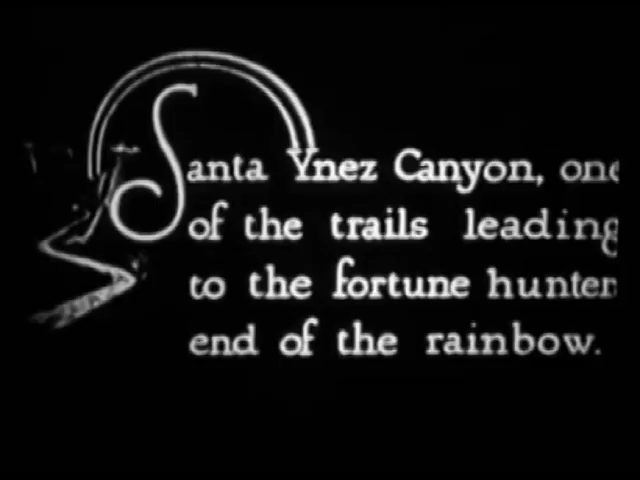 Santa Ynez Canyon, one
of the trails leading
to the fortune hunter
end of the rainbow.